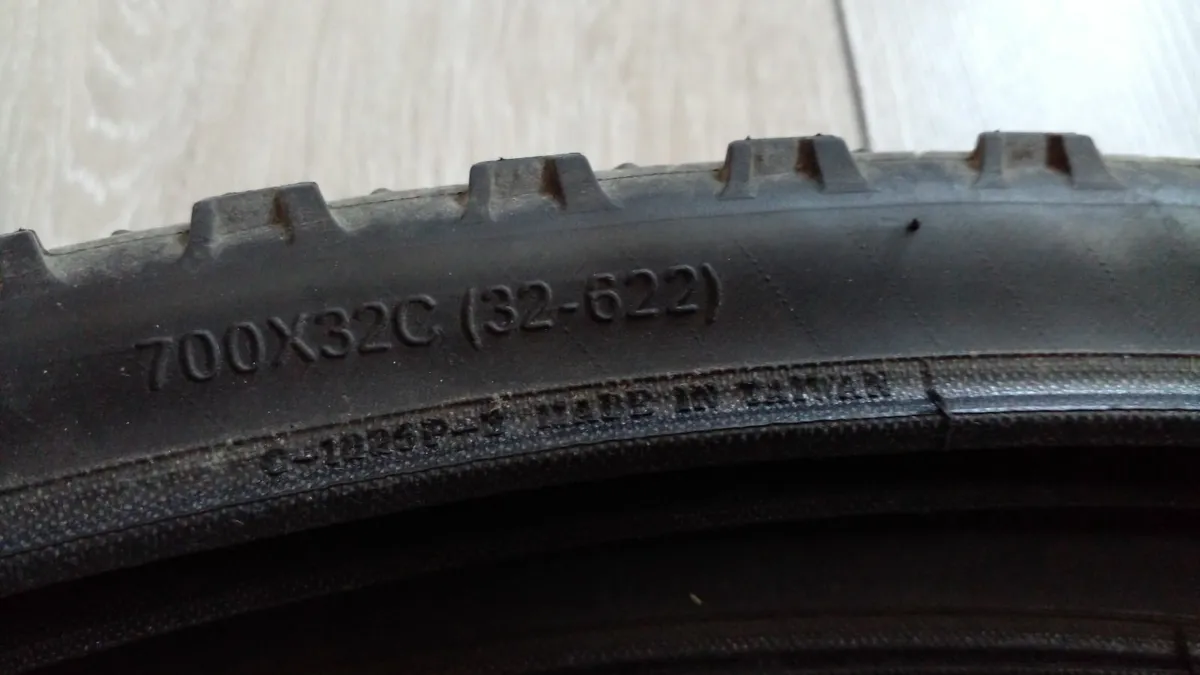 700X32C (32-622)
MADE IN TAIWAN